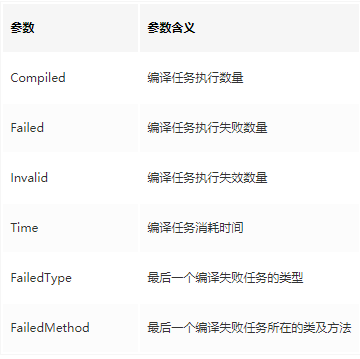 参数 参数含义
Compiled 编译任务执行数量
Failed 编译任务执行失败数量
Invalid 编译任务执行失效数量
Time 编译任务消耗时间
FailedType 最后一个编译失败任务的类型
FailedMethod 最后一个编译失败任务所在的类及方法